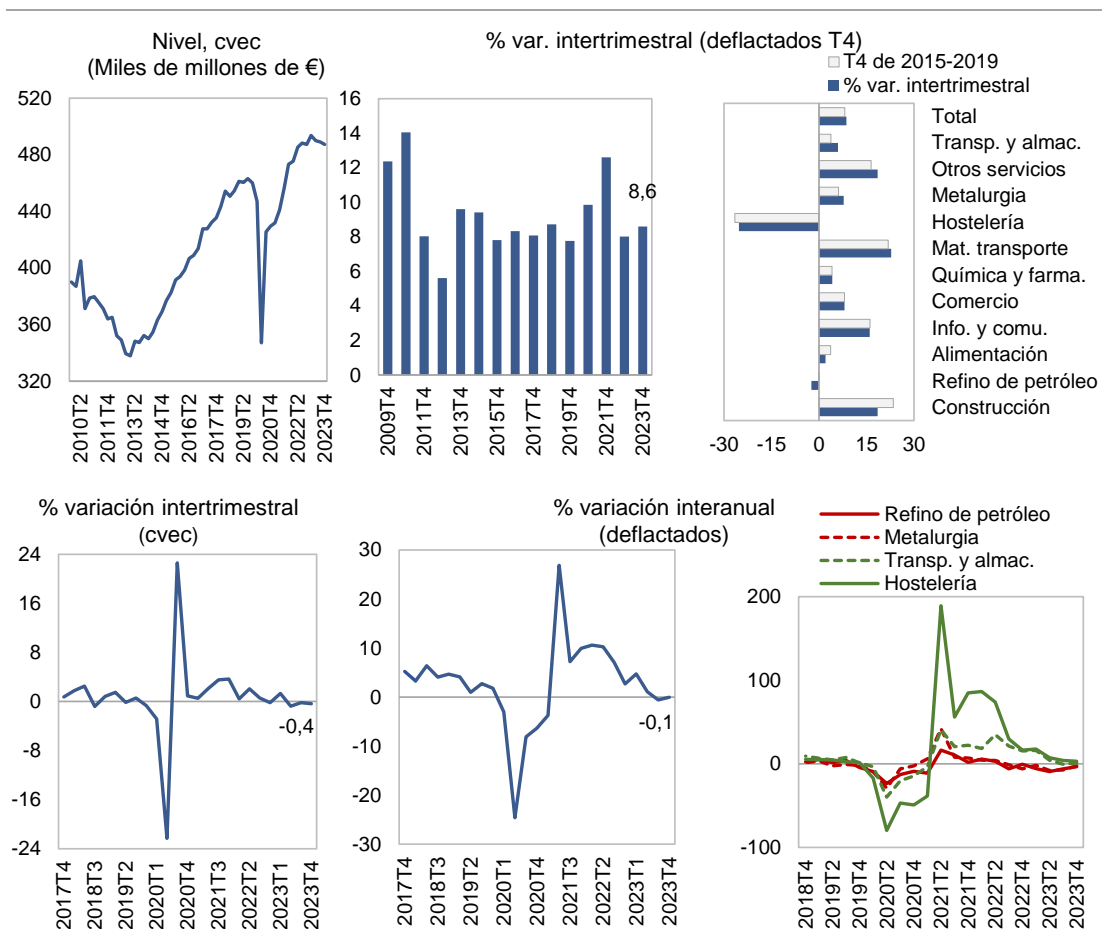 Nivel, cvec
(Miles de millones de €)
520
480
440
400
360
320
2010T2
2011T4
2012T2
2013T2
2014T4
2016T2
2017T4
2019T2
2020T4
2022T2
2023T4
% var. intertrimestral (deflactados T4)
16
14
12
10
8
6
4
2
0
8,6
2009T4
2011T4
2013T4
2015T4
2017T4
2019T4
2021T4
2023T4
T4 de 2015-2019
% var. intertrimestral
Total
Transp. y almac.
Otros servicios
Metalurgia
Hostelería
Mat. transporte
Química y farma.
Comercio
Info. y comu.
Alimentación
Refino de petróleo
Construcción
-30
-15
0
15
30
% variación intertrimestral
(cvec)
24
16
8
0
-8
-16
-24
-0,4
2017T4
2018T3
2019T2
2020T1
2020T4
2021T3
2022T2
2023T1
2023T4
% variación interanual
(deflactados)
30
20
10
0
-10
-20
-30
-0,1
2017T4
2018T3
2019T2
2020T1
2020T4
2021T3
2022T2
2023T1
2023T4
Refino de petróleo
Metalurgia
Transp. y almac.
Hostelería
200
100
0
-100
2018T4
2019T2
2019T4
2020T2
2020T4
2021T2
2021T4
2022T2
2022T4
2023T2
2023T4